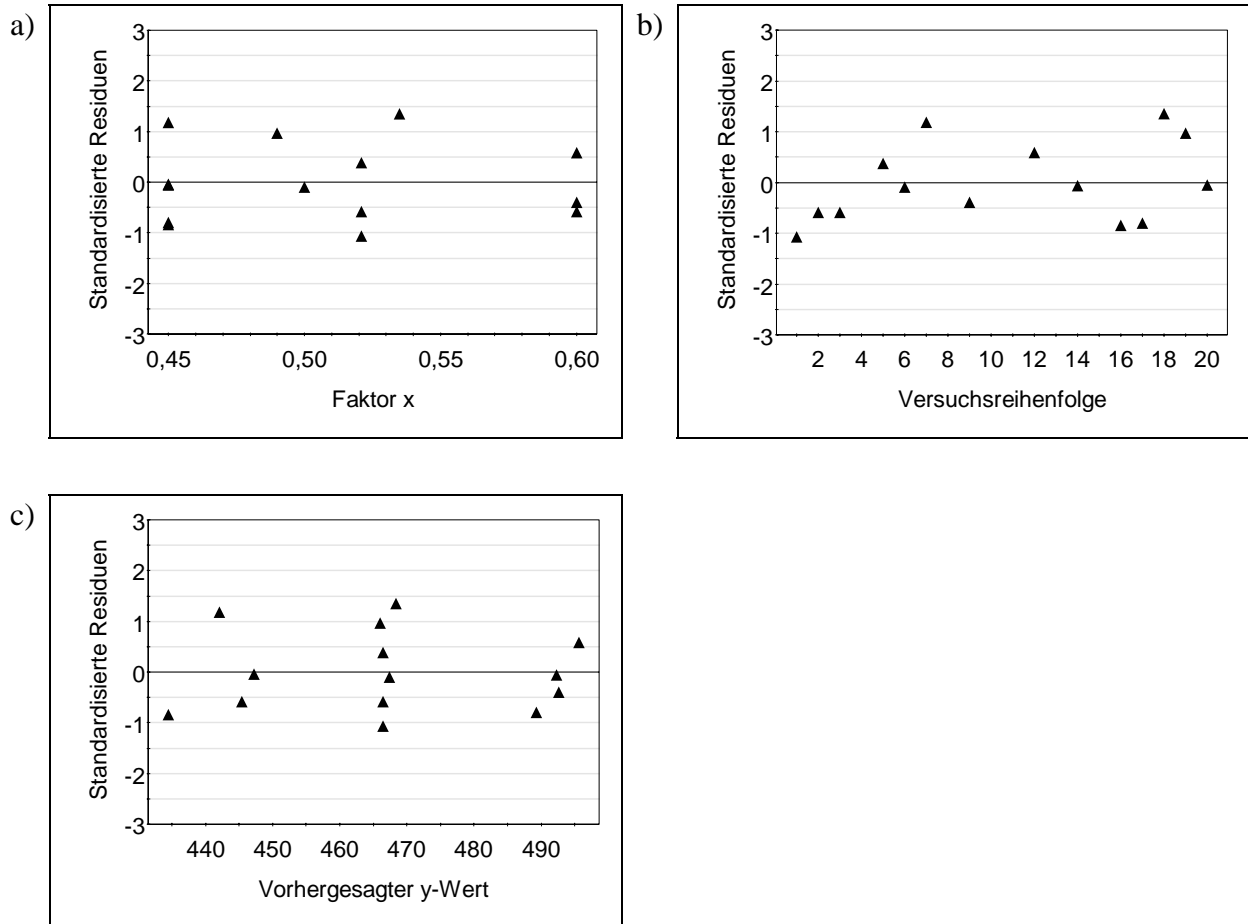 a)
Standardisierte Residuen
3
2
1
0
-1
-2
-3
0,45 0,50 0,55 0,60
Faktor x
b)
Standardisierte Residuen
3
2
1
0
-1
-2
-3
2 4 6 8 10 12 14 16 18 20
Versuchsreihenfolge
c)
Standardisierte Residuen
3
2
1
0
-1
-2
-3
440 450 460 470 480 490
Vorhergesagter y-Wert